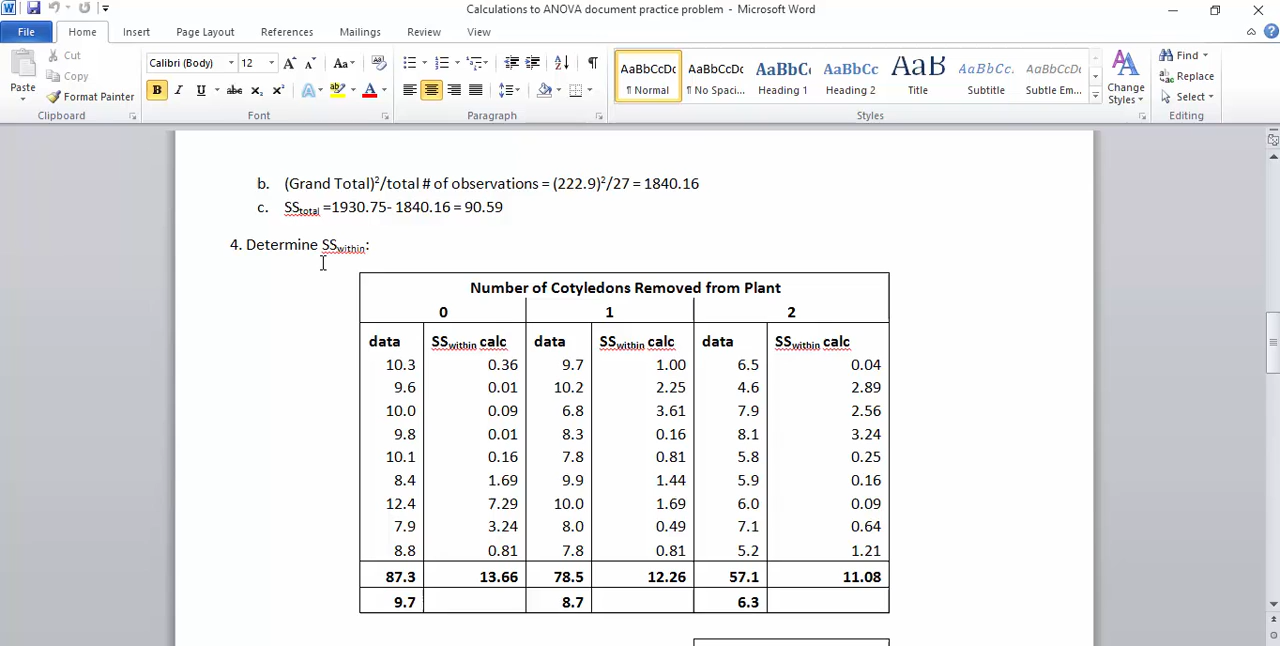 Calculations to ANOVA document practice problem - Microsoft Word
File Home Insert Page Layout References Mailings Review View
Paste
Cut
Copy
Format Painter
Clipboard
Calibri (Body) 12
Font
Paragraph
AaBbCcDc AaBbCcDc AaBbC AaBbCc AaB AaBbCc. AaBbCcDc
¶ Normal ¶ No Spaci... Heading 1 Heading 2 Title Subtitle Subtle Em...
Change Styles
Styles
Find
Replace
Select
Editing
b. (Grand Total)²/total # of observations = (222.9)²/27 = 1840.16
c. SStotal =1930.75- 1840.16 = 90.59
4. Determine SSwithin:
Number of Cotyledons Removed from Plant
0 1 2
data SSwithin calc data SSwithin calc data SSwithin calc
10.3 0.36 9.7 1.00 6.5 0.04
9.6 0.01 10.2 2.25 4.6 2.89
10.0 0.09 6.8 3.61 7.9 2.56
9.8 0.01 8.3 0.16 8.1 3.24
10.1 0.16 7.8 0.81 5.8 0.25
8.4 1.69 9.9 1.44 5.9 0.16
12.4 7.29 10.0 1.69 6.0 0.09
7.9 3.24 8.0 0.49 7.1 0.64
8.8 0.81 7.8 0.81 5.2 1.21
87.3 13.66 78.5 12.26 57.1 11.08
9.7 8.7 6.3